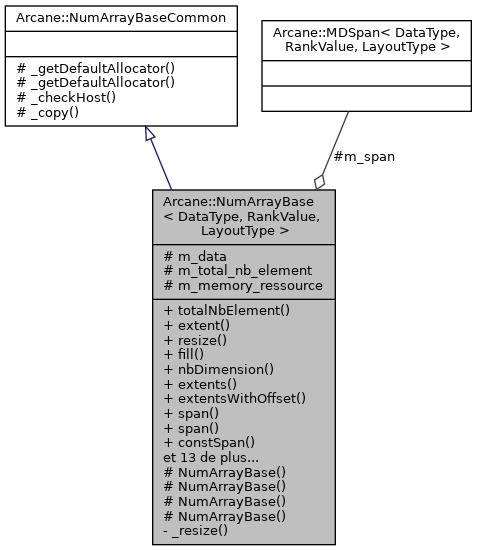 Arcane::NumArrayBaseCommon
# _getDefaultAllocator()
# _getDefaultAllocator()
# _checkHost()
# _copy()
Arcane::MDSpan< DataType,
RankValue, LayoutType >
#m_span
Arcane::NumArrayBase
< DataType, RankValue,
LayoutType >
# m_data
# m_total_nb_element
# m_memory_ressource
+ totalNbElement()
+ extent()
+ resize()
+ fill()
+ nbDimension()
+ extents()
+ extentsWithOffset()
+ span()
+ span()
+ constSpan()
et 13 de plus...
# NumArrayBase()
# NumArrayBase()
# NumArrayBase()
# NumArrayBase()
- _resize()